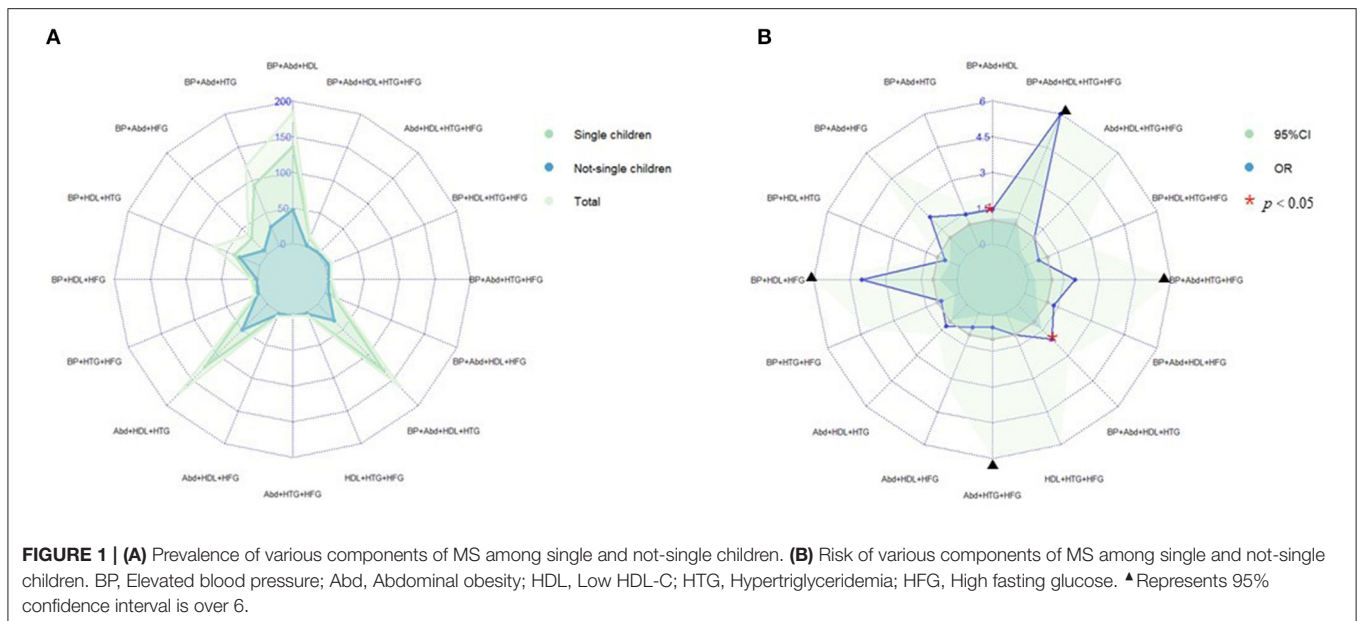 A
BP+Abd+HDL
BP+Abd+HTG
BP+Abd+HDL+HTG+HFG
BP+Abd+HFG
Abd+HDL+HTG+HFG
BP+HDL+HTG
BP+HDL+HTG+HFG
BP+HDL+HFG
BP+Abd+HTG+HFG
BP+HTG+HFG
BP+Abd+HDL+HFG
Abd+HDL+HTG
BP+Abd+HDL+HTG
Abd+HDL+HFG
HDL+HTG+HFG
Abd+HTG+HFG
200
150
100
50
0
Single children
Not-single children
Total
B
BP+Abd+HDL
BP+Abd+HTG
BP+Abd+HDL+HTG+HFG
BP+Abd+HFG
Abd+HDL+HTG+HFG
BP+HDL+HTG
BP+HDL+HTG+HFG
BP+HDL+HFG
BP+Abd+HTG+HFG
BP+HTG+HFG
BP+Abd+HDL+HFG
Abd+HDL+HTG
BP+Abd+HDL+HTG
Abd+HDL+HFG
HDL+HTG+HFG
Abd+HTG+HFG
6
4.5
3
1.5
0
95%CI
OR
* p < 0.05
FIGURE 1 | (A) Prevalence of various components of MS among single and not-single children. (B) Risk of various components of MS among single and not-single
children. BP, Elevated blood pressure; Abd, Abdominal obesity; HDL, Low HDL-C; HTG, Hypertriglyceridemia; HFG, High fasting glucose. ▲Represents 95%
confidence interval is over 6.